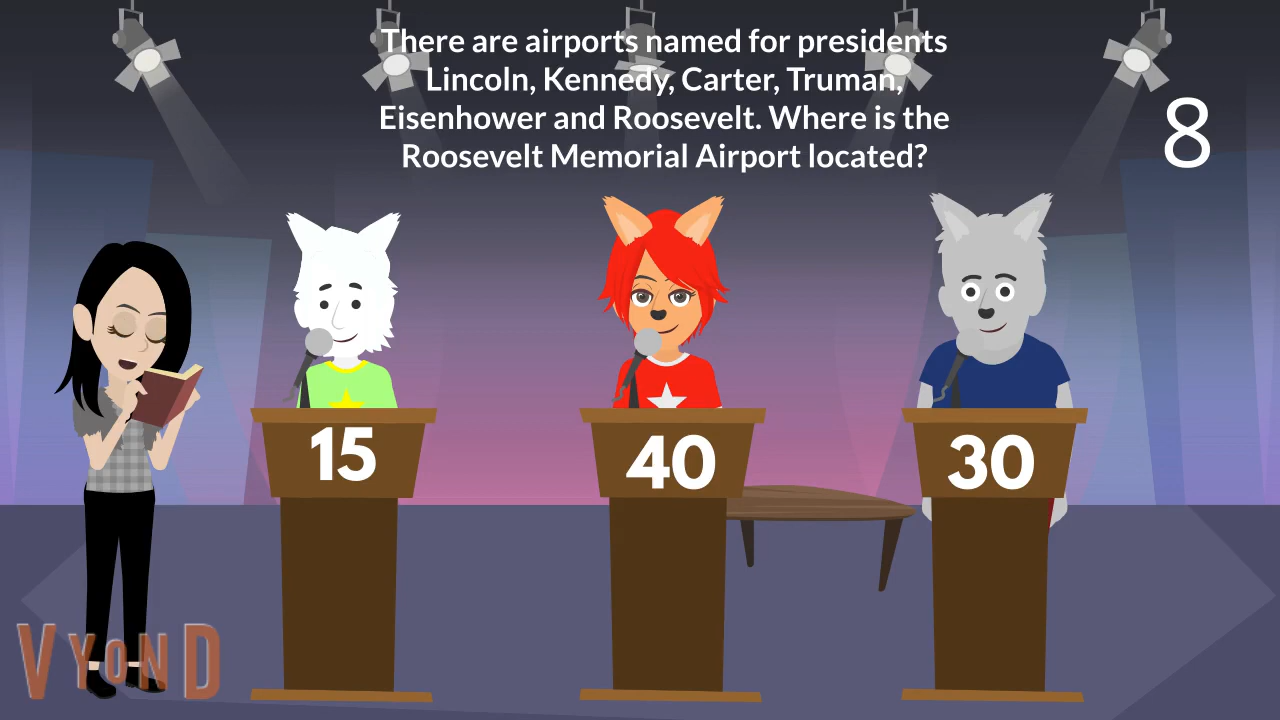 There are airports named for presidents
Lincoln, Kennedy, Carter, Truman,
Eisenhower and Roosevelt. Where is the
Roosevelt Memorial Airport located?
8
15
40
30
VYOND